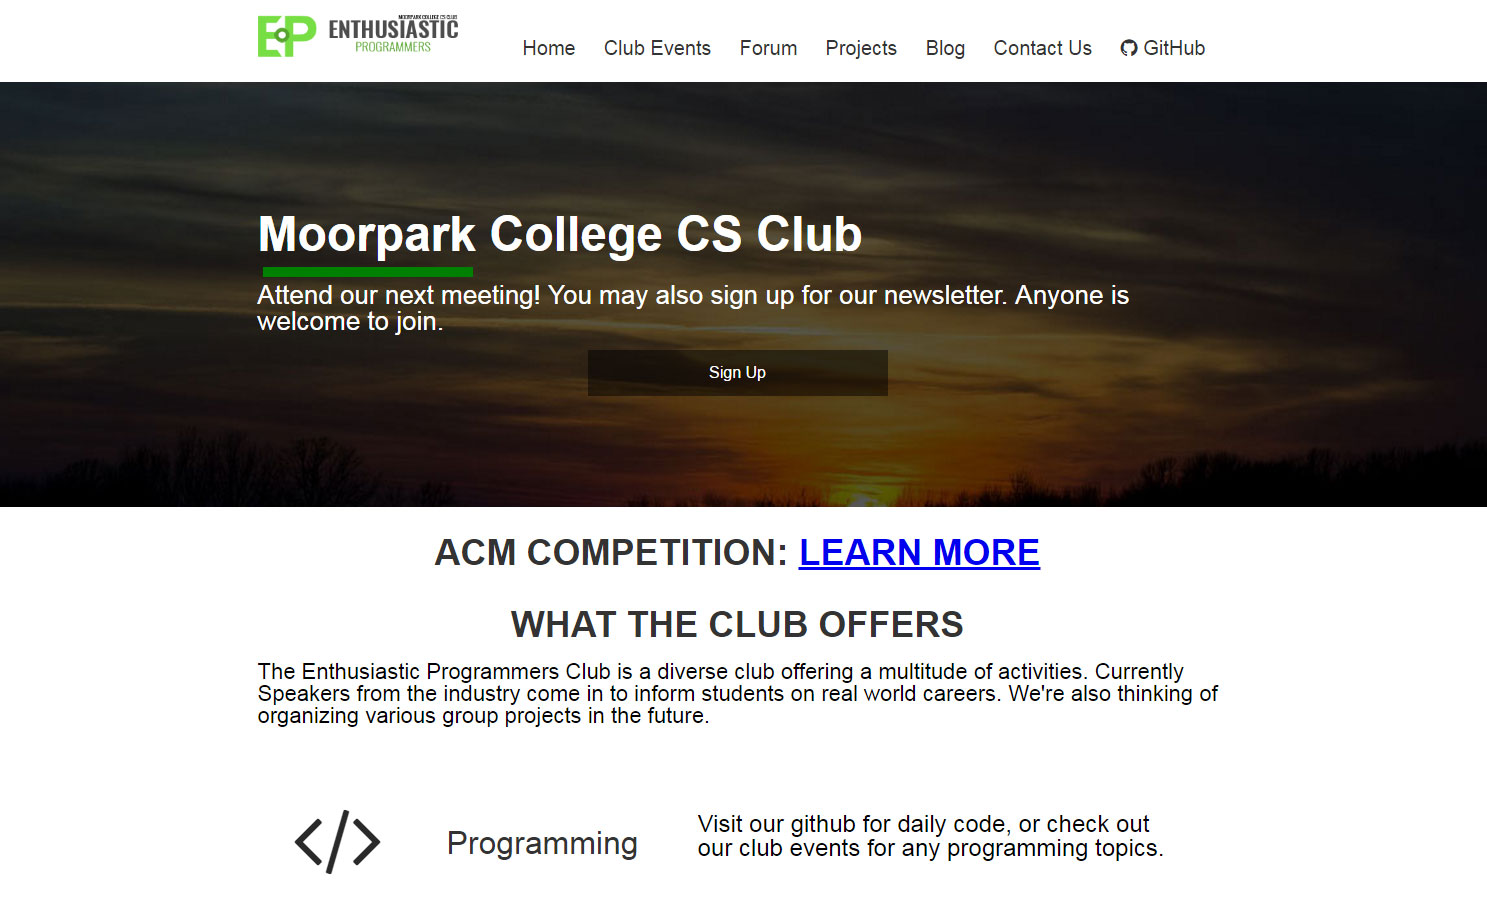 EP
MOORPARK COLLEGE CS CLUB
ENTHUSIASTIC
PROGRAMMERS
Home Club Events Forum Projects Blog Contact Us GitHub
Moorpark College CS Club
Attend our next meeting! You may also sign up for our newsletter. Anyone is
welcome to join.
Sign Up
ACM COMPETITION: LEARN MORE
WHAT THE CLUB OFFERS
The Enthusiastic Programmers Club is a diverse club offering a multitude of activities. Currently
Speakers from the industry come in to inform students on real world careers. We're also thinking of
organizing various group projects in the future.
</> Programming
Visit our github for daily code, or check out
our club events for any programming topics.